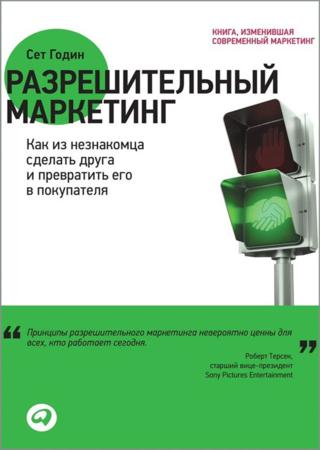 КНИГА, ИЗМЕНИВШАЯ
СОВРЕМЕННЫЙ МАРКЕТИНГ
Сет Годин
РАЗРЕШИТЕЛЬНЫЙ
МАРКЕТИНГ
Как из незнакомца
сделать друга
и превратить его
в покупателя
“Принципы разрешительного маркетинга невероятно ценны для
всех, кто работает сегодня.”
Роберт Терсек,
старший вице-президент
Sony Pictures Entertainment